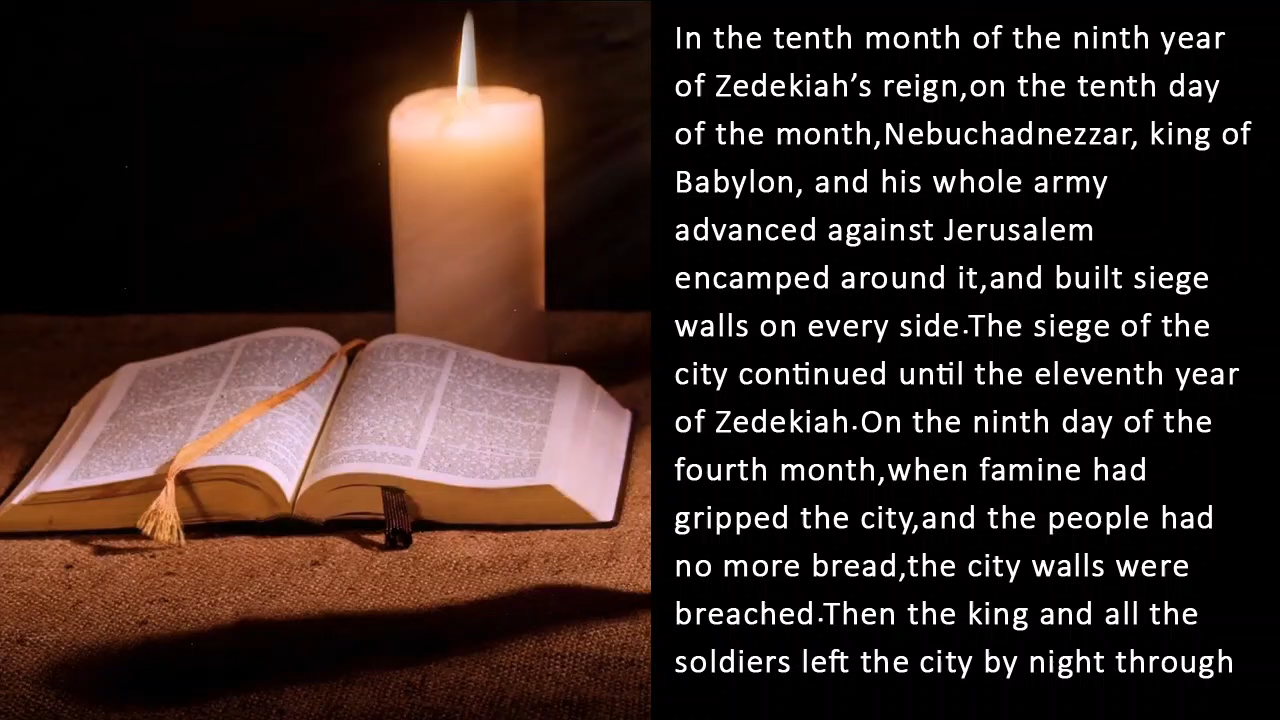 In the tenth month of the ninth year
of Zedekiah’s reign,on the tenth day
of the month,Nebuchadnezzar, king of
Babylon, and his whole army
advanced against Jerusalem
encamped around it,and built siege
walls on every side.The siege of the
city continued until the eleventh year
of Zedekiah.On the ninth day of the
fourth month,when famine had
gripped the city,and the people had
no more bread,the city walls were
breached.Then the king and all the
soldiers left the city by night through